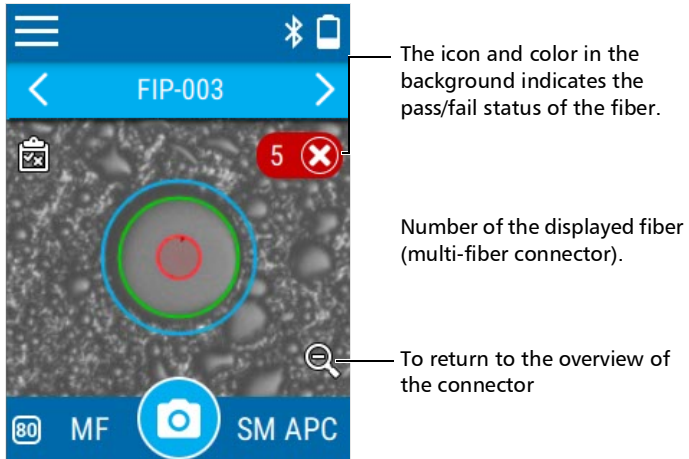 FIP-003
5
80 MF SM APC
The icon and color in the
background indicates the
pass/fail status of the fiber.
Number of the displayed fiber
(multi-fiber connector).
To return to the overview of
the connector